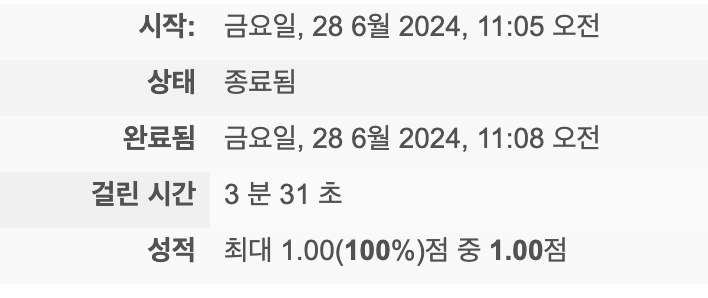 시작: 금요일, 28 6월 2024, 11:05 오전
상태 종료됨
완료됨 금요일, 28 6월 2024, 11:08 오전
걸린 시간 3 분 31 초
성적 최대 1.00(100%)점 중 1.00점